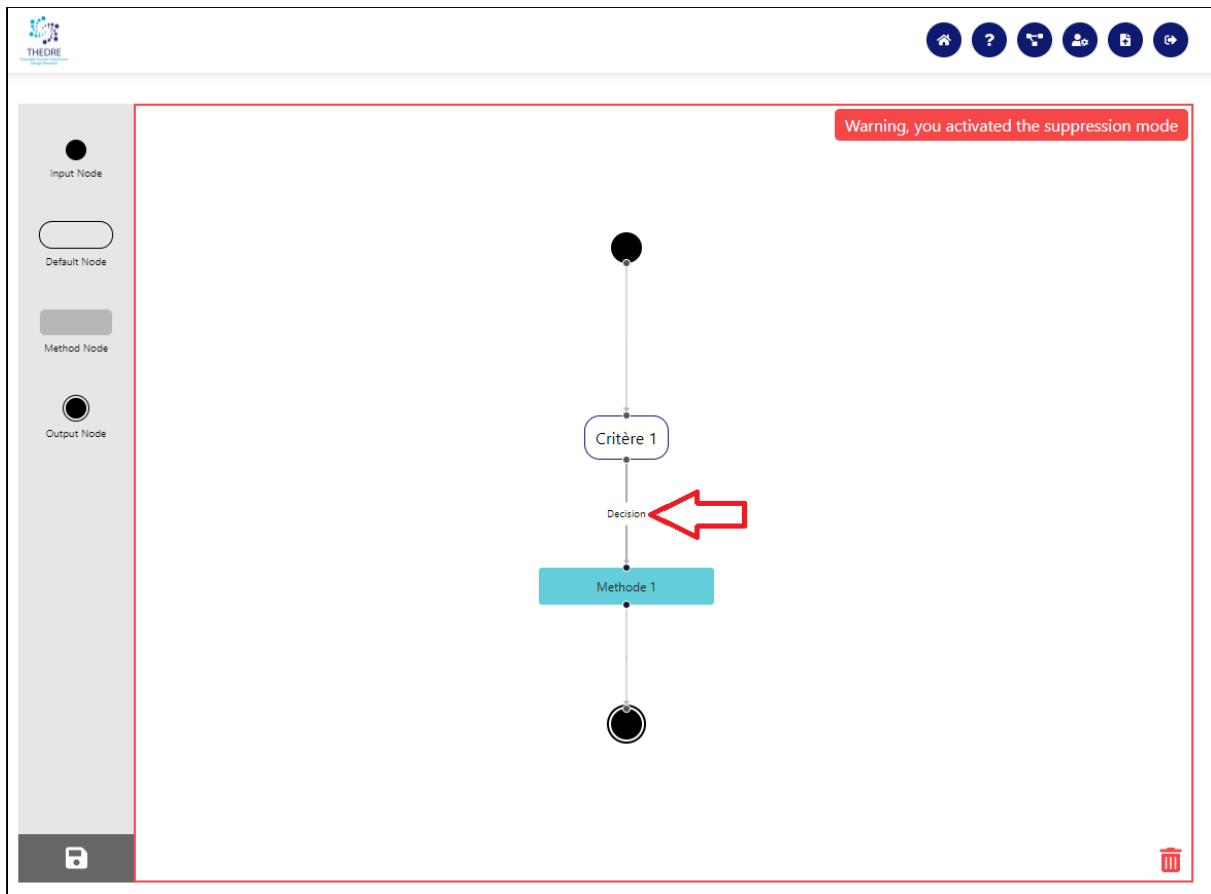 THEDRE
Warning, you activated the suppression mode
Input Node
Default Node
Method Node
Output Node
Critère 1
Decision
Methode 1